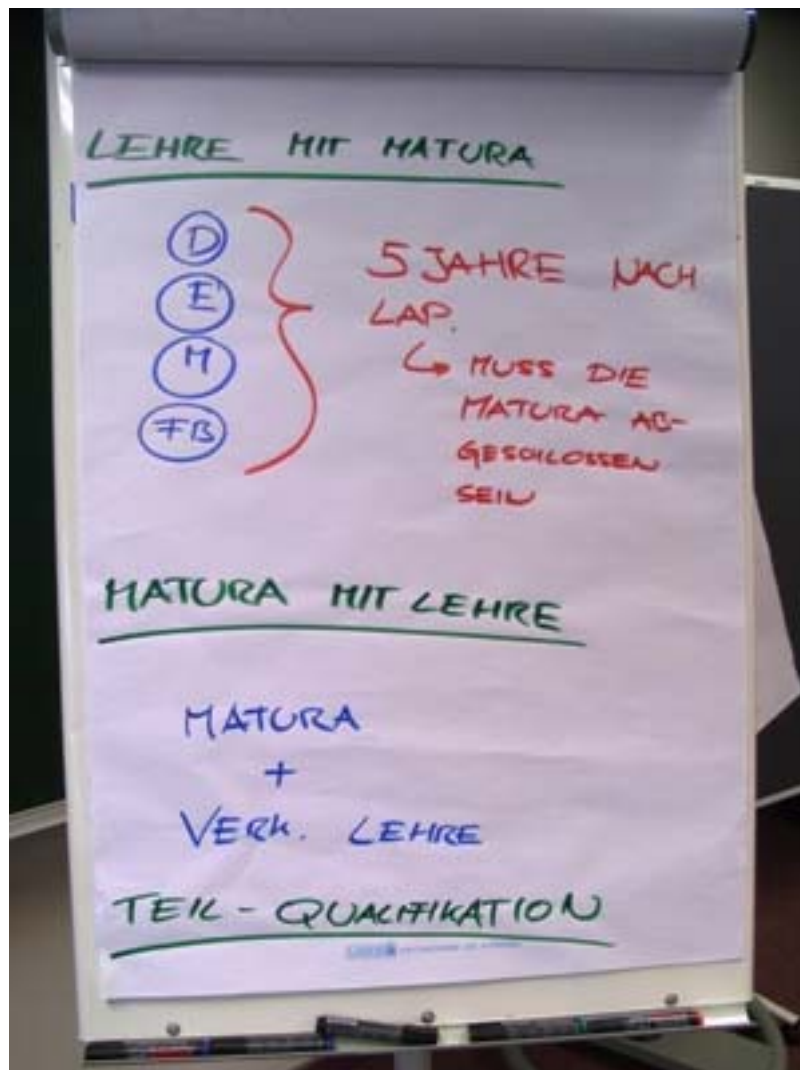 LEHRE MIT MATURA
D
E
M
FB
5 JAHRE NACH
LAP.
↳ MUSS DIE
MATURA AB-
GESCHLOSSEN
SEIN
MATURA MIT LEHRE
MATURA
+
VERK. LEHRE
TEIL - QUALIFIKATION